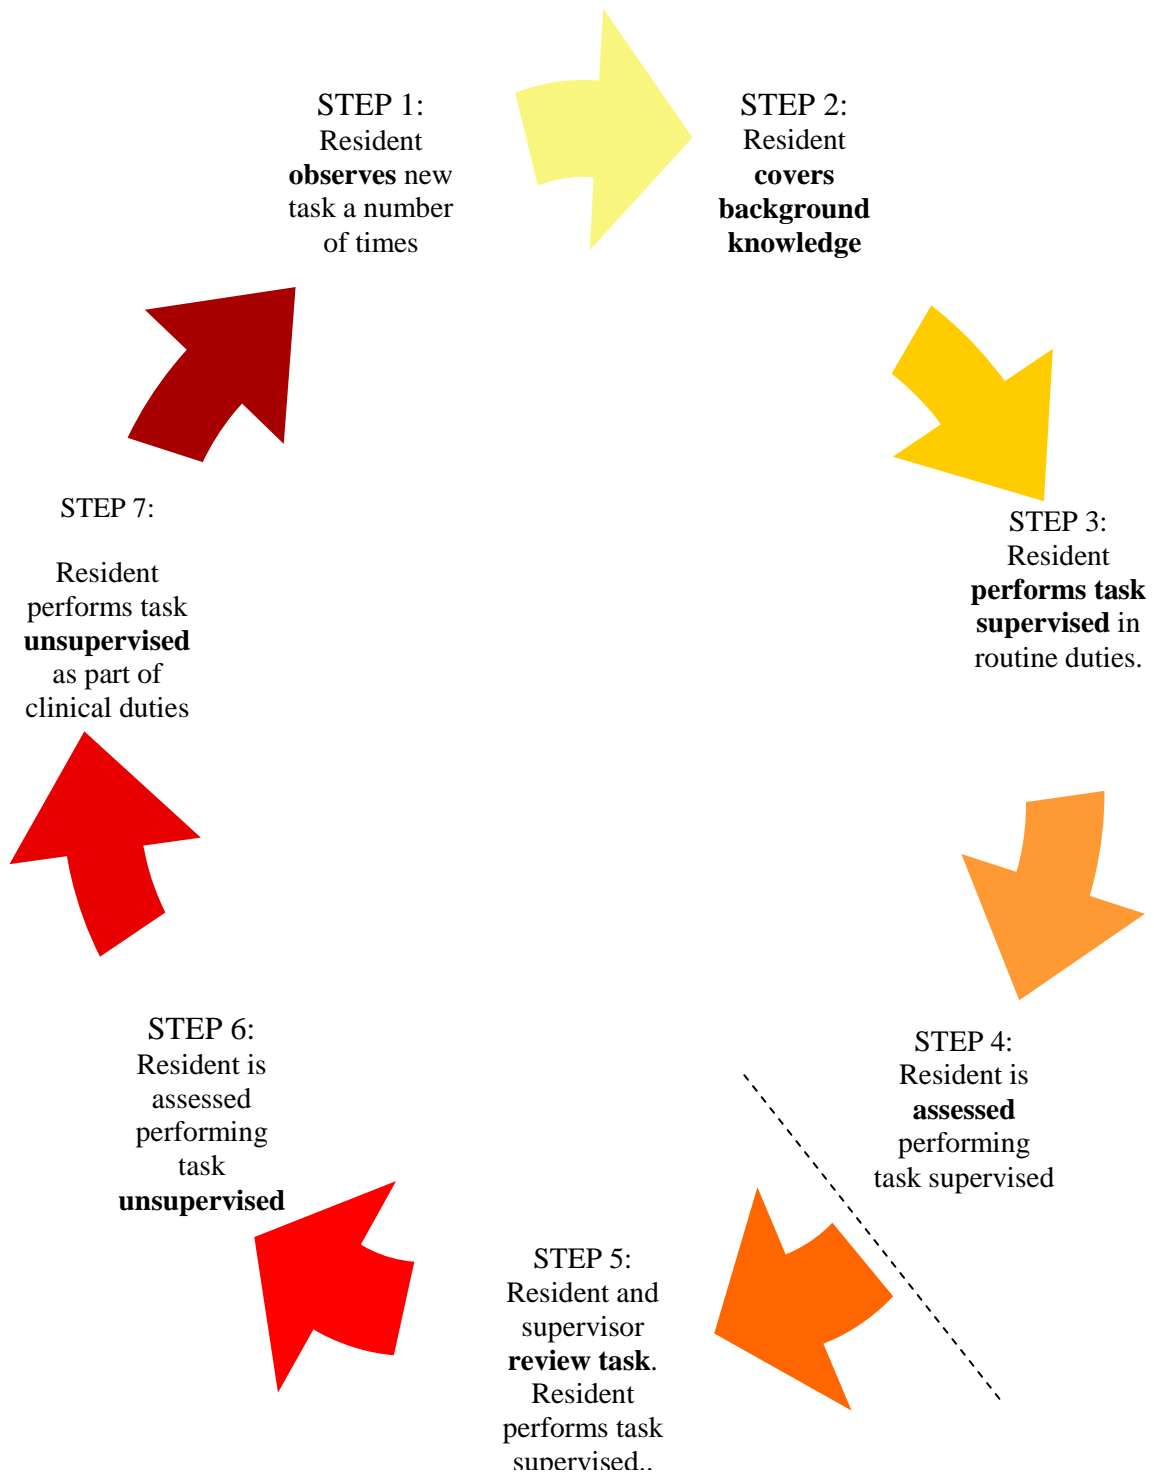 STEP 1:
Resident
observes new
task a number
of times
STEP 2:
Resident
covers
background
knowledge
STEP 3:
Resident
performs task
supervised in
routine duties.
STEP 4:
Resident is
assessed
performing
task supervised
STEP 5:
Resident and
supervisor
review task.
Resident
performs task
supervised..
STEP 6:
Resident is
assessed
performing
task
unsupervised
STEP 7:
Resident
performs task
unsupervised
as part of
clinical duties